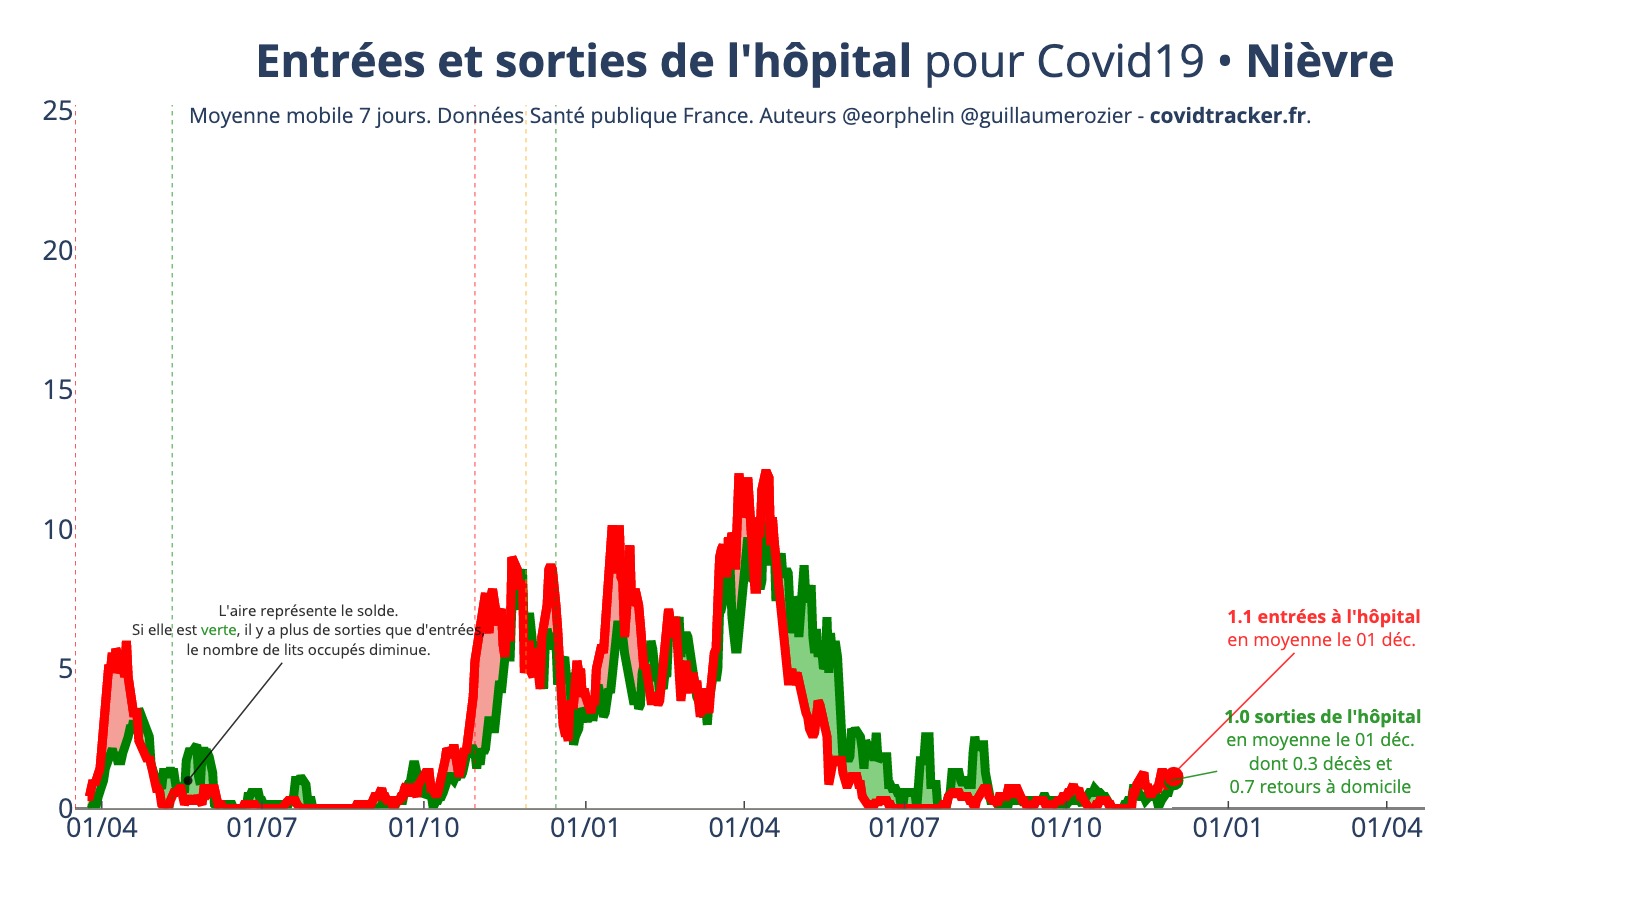 Entrées et sorties de l'hôpital pour Covid19 • Nièvre
Moyenne mobile 7 jours. Données Santé publique France. Auteurs @eorphelin @guillaumerozier - covidtracker.fr.
25
20
15
10
5
0
L'aire représente le solde.
Si elle est verte, il y a plus de sorties que d'entrées,
le nombre de lits occupés diminue.
1.1 entrées à l'hôpital
en moyenne le 01 déc.
1.0 sorties de l'hôpital
en moyenne le 01 déc.
dont 0.3 décès et
0.7 retours à domicile
01/04 01/07 01/10 01/01 01/04 01/07 01/10 01/01 01/04